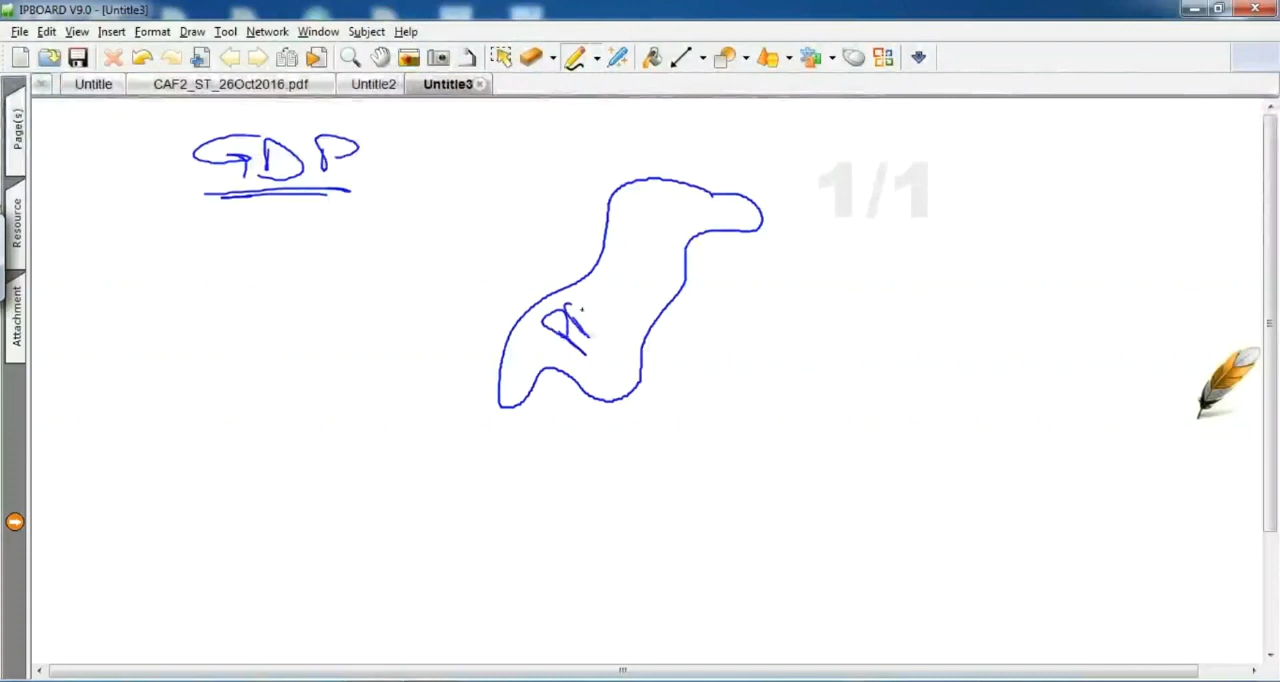 IPBOARD V9.0 - [Untitle3]
File Edit View Insert Format Draw Tool Network Window Subject Help
Untitle CAF2_ST_26Oct2016.pdf Untitle2 Untitle3
Page(s)
Resource
Attachment
GDP
1/1